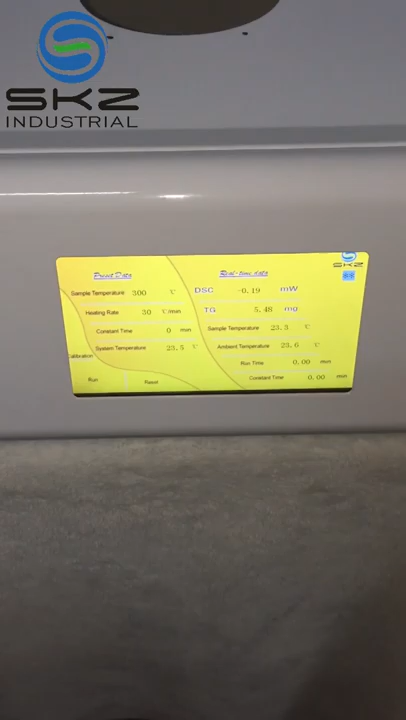 SKZ
INDUSTRIAL
SKZ
Preset Data
Sample Temperature 300 ℃
Heating Rate 30 ℃/min
Constant Time 0 min
System Temperature 23.5 ℃
Calibration
Run
Reset
Real-time data
DSC -0.19 mW
TG 5.48 mg
Sample Temperature 23.3 ℃
Ambient Temperature 23.6 ℃
Run Time 0.00 min
Constant Time 0.00 min